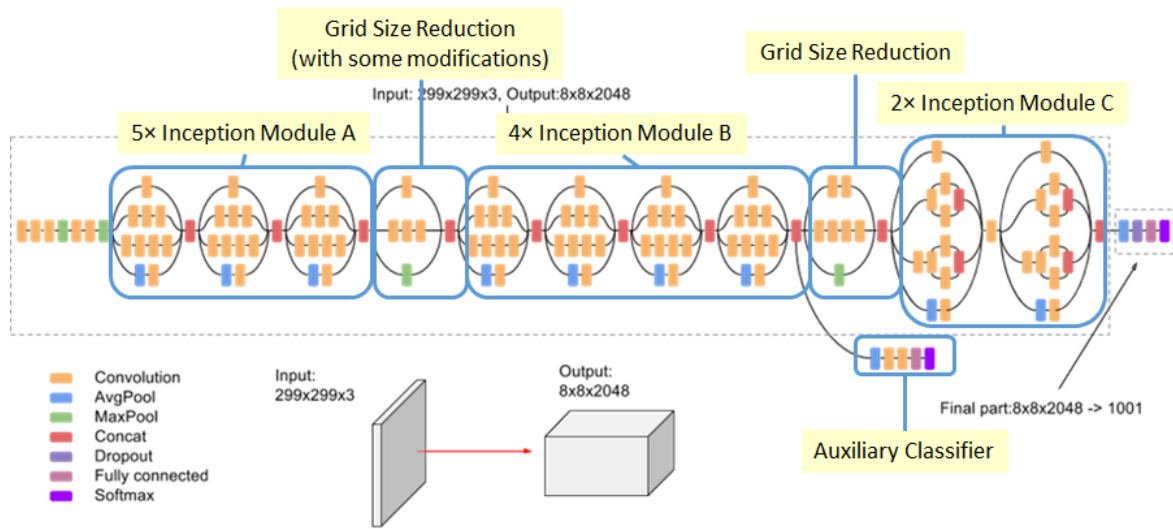 Grid Size Reduction
(with some modifications)
Grid Size Reduction
Input: 299x299x3, Output:8x8x2048
2× Inception Module C
5× Inception Module A
4× Inception Module B
Convolution
AvgPool
MaxPool
Concat
Dropout
Fully connected
Softmax
Input:
299x299x3
Output:
8x8x2048
Final part:8x8x2048 -> 1001
Auxiliary Classifier